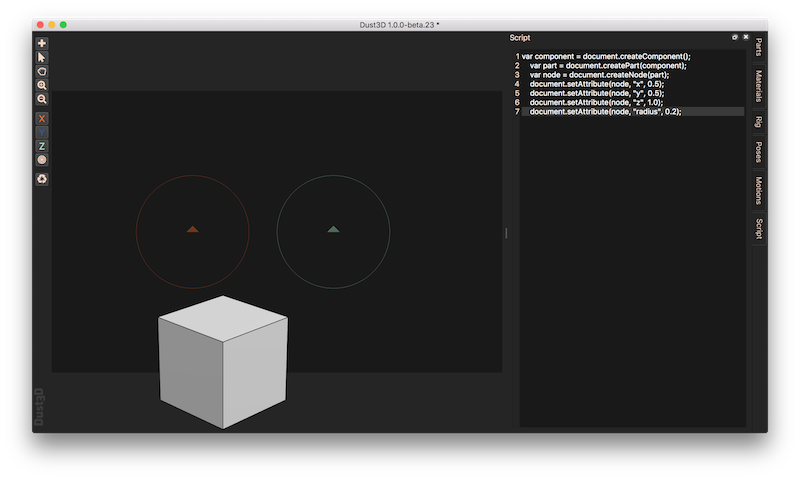 Dust3D 1.0.0-beta.23 *
Script
1 var component = document.createComponent();
2 var part = document.createPart(component);
3 var node = document.createNode(part);
4 document.setAttribute(node, "x", 0.5);
5 document.setAttribute(node, "y", 0.5);
6 document.setAttribute(node, "z", 1.0);
7 document.setAttribute(node, "radius", 0.2);
X
Y
Z
Parts
Materials
Rig
Poses
Motions
Script
DUST3D